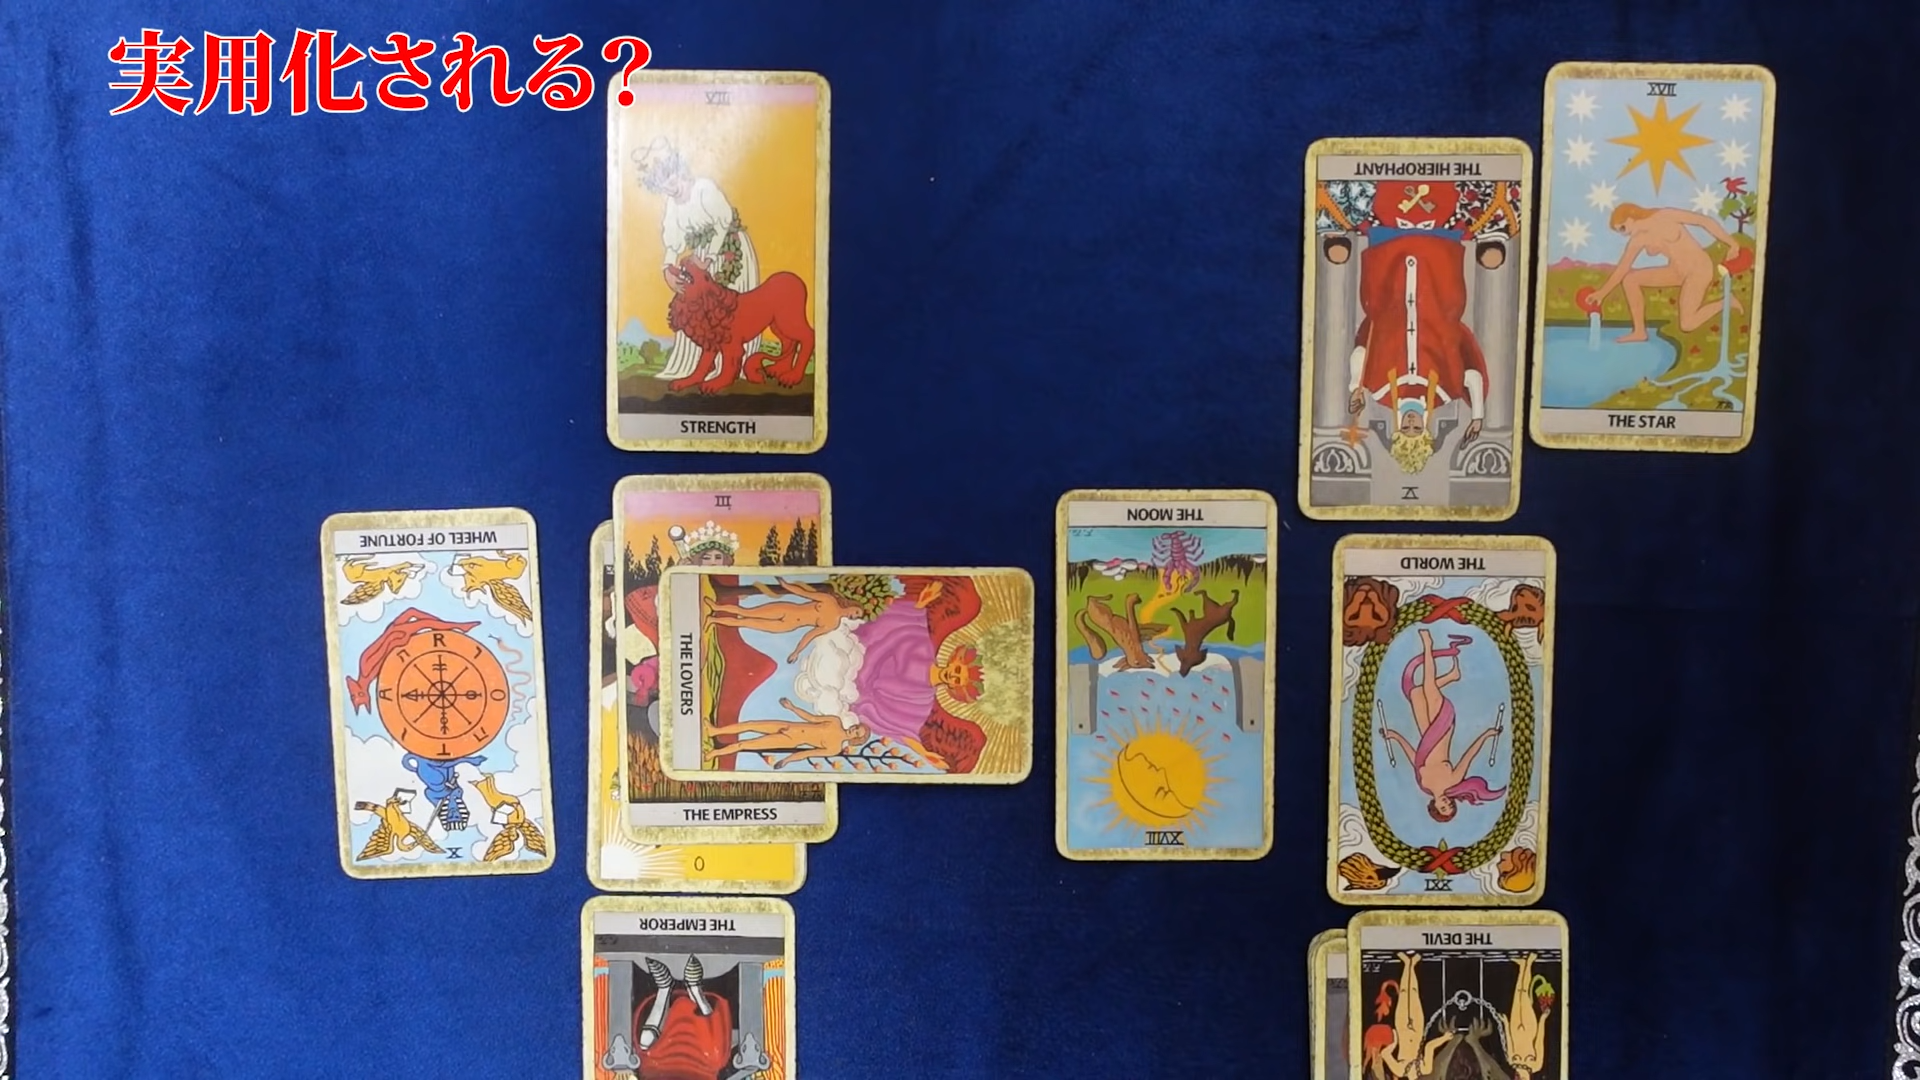 実用化される?
VIII
STRENGTH
THE HIEROPHANT
V
XVII
THE STAR
WHEEL OF FORTUNE
R
O
T
A
X
III
THE EMPRESS
THE LOVERS
0
THE MOON
XVIII
THE WORLD
XXI
THE EMPEROR
THE DEVIL